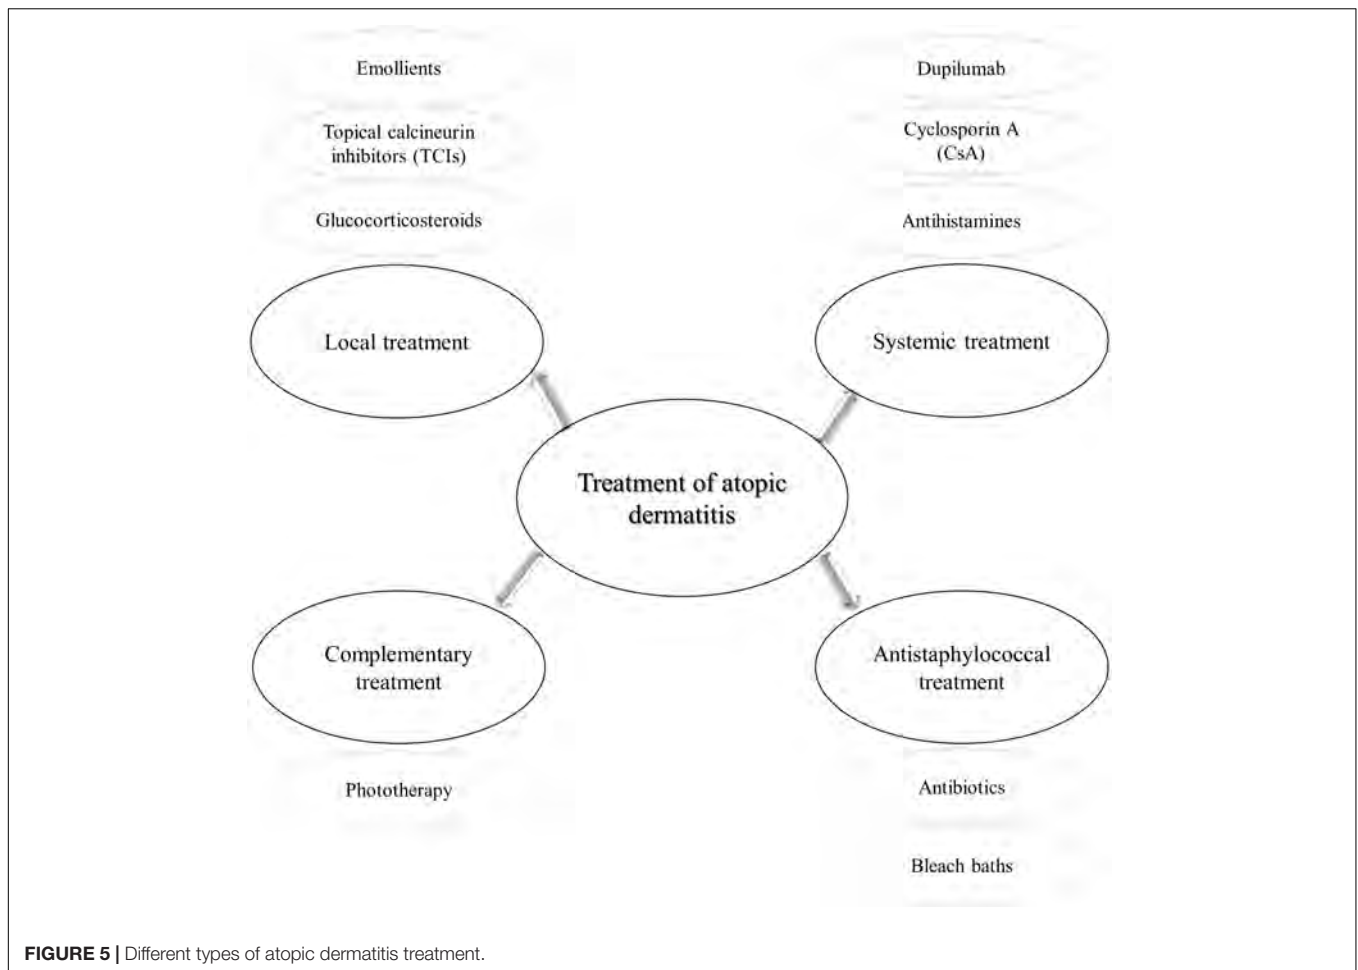 Emollients
Topical calcineurin
inhibitors (TCIs)
Glucocorticosteroids
Local treatment
Dupilumab
Cyclosporin A
(CsA)
Antihistamines
Systemic treatment
Treatment of atopic
dermatitis
Complementary
treatment
Phototherapy
Antistaphylococcal
treatment
Antibiotics
Bleach baths
FIGURE 5 | Different types of atopic dermatitis treatment.